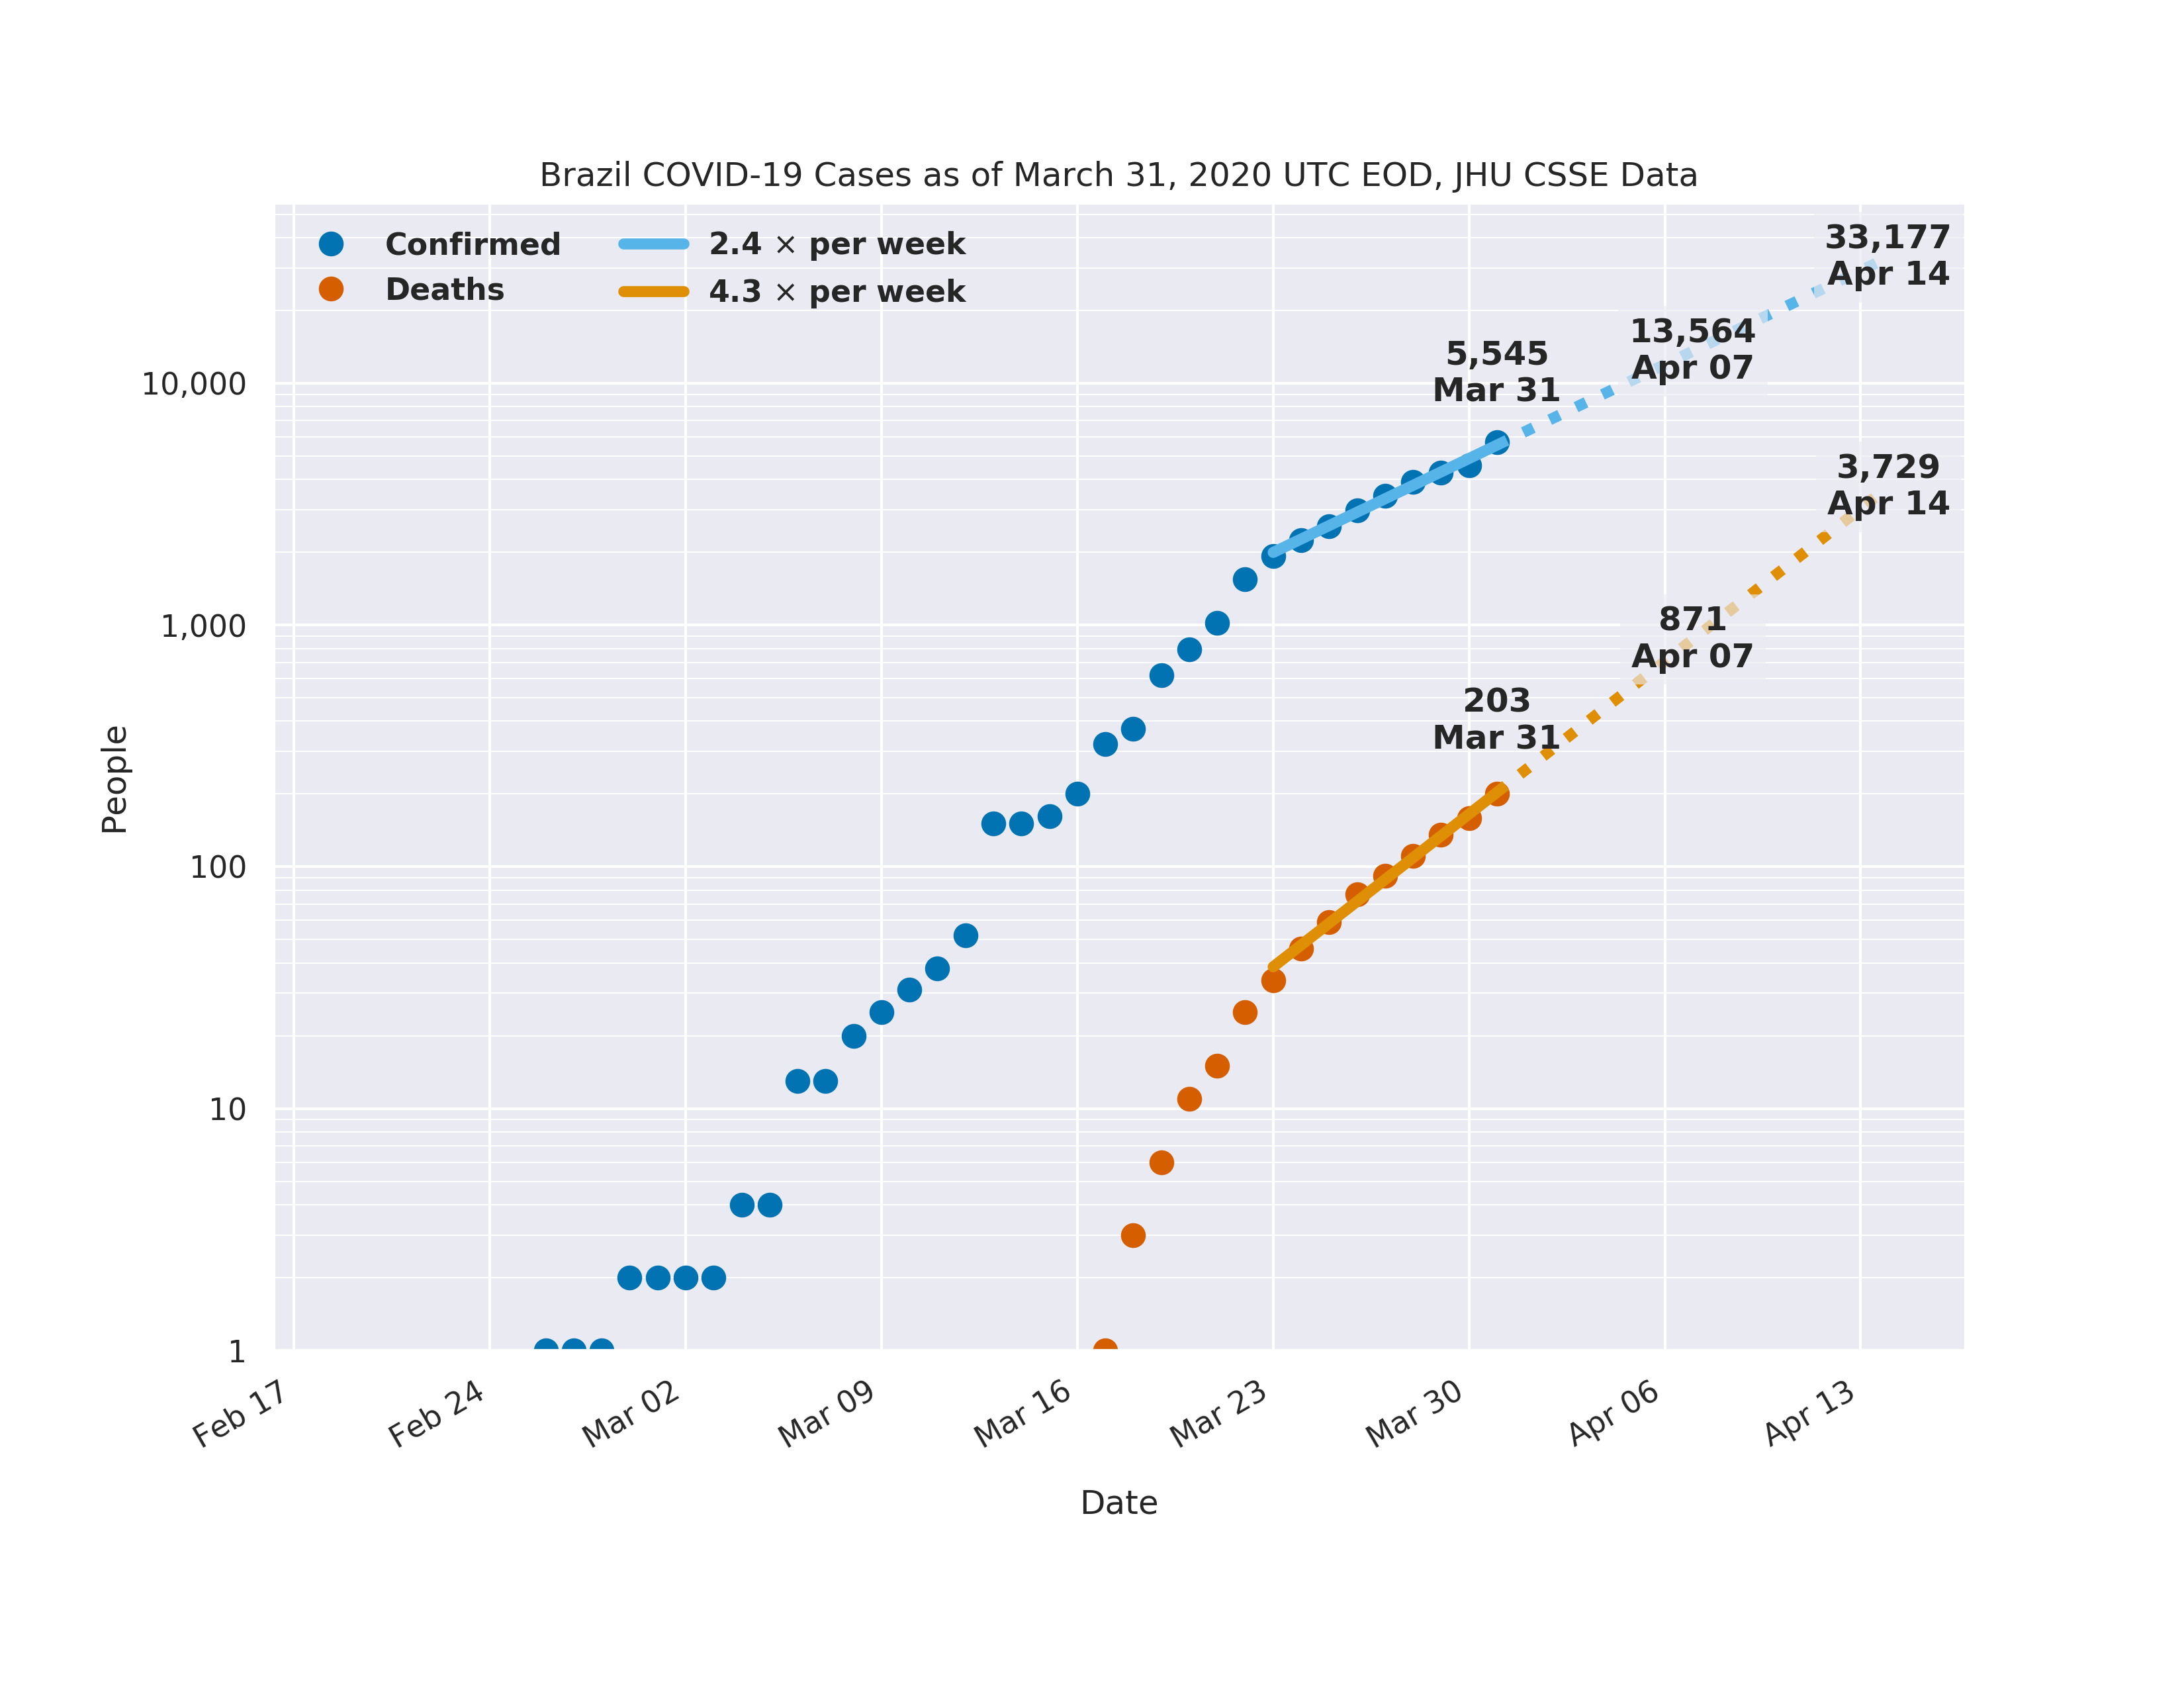 Brazil COVID-19 Cases as of March 31, 2020 UTC EOD, JHU CSSE Data
Confirmed
Deaths
2.4 × per week
4.3 × per week
33,177
Apr 14
13,564
Apr 07
5,545
Mar 31
3,729
Apr 14
871
Apr 07
203
Mar 31
People
10,000
1,000
100
10
1
Feb 17
Feb 24
Mar 02
Mar 09
Mar 16
Mar 23
Mar 30
Apr 06
Apr 13
Date